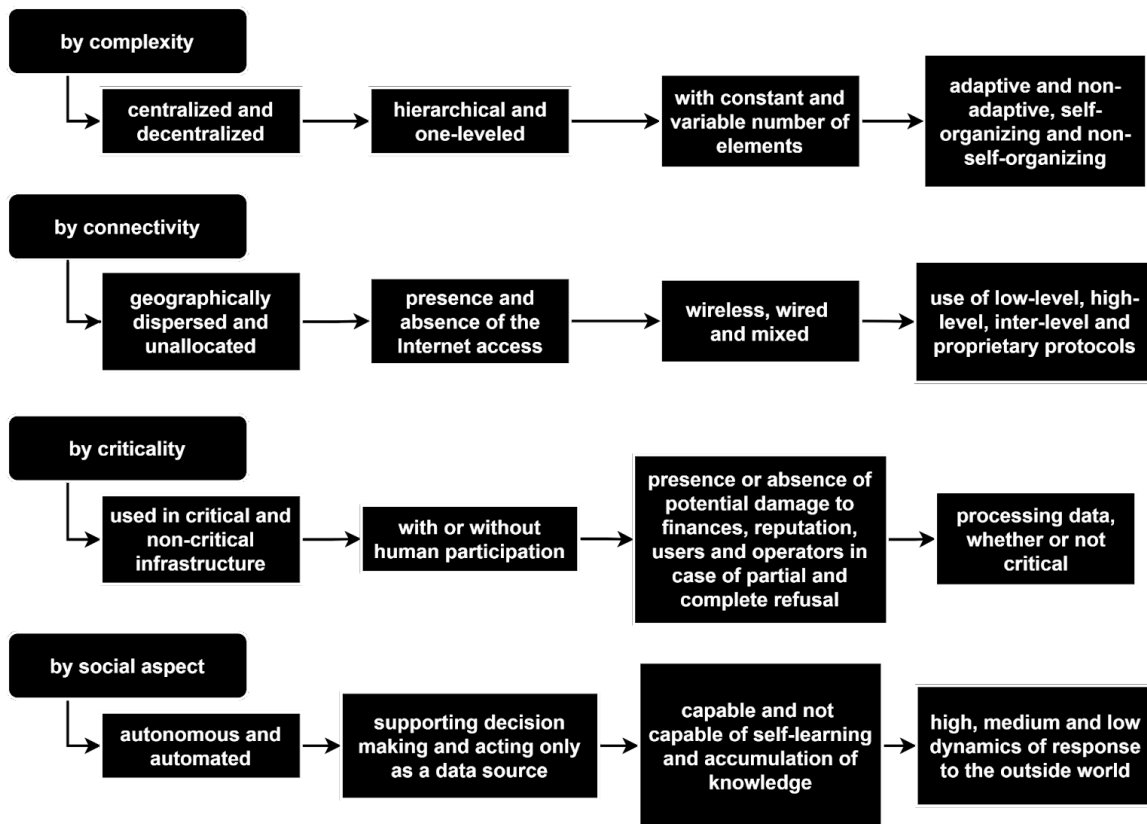 by complexity
centralized and
decentralized
hierarchical and
one-leveled
with constant and
variable number of
elements
adaptive and non-
adaptive, self-
organizing and non-
self-organizing
by connectivity
geographically
dispersed and
unallocated
presence and
absence of the
Internet access
wireless, wired
and mixed
use of low-level, high-
level, inter-level and
proprietary protocols
by criticality
used in critical and
non-critical
infrastructure
with or without
human participation
presence or absence of
potential damage to
finances, reputation,
users and operators in
case of partial and
complete refusal
processing data,
whether or not
critical
by social aspect
autonomous and
automated
supporting decision
making and acting only
as a data source
capable and not
capable of self-learning
and accumulation of
knowledge
high, medium and low
dynamics of response
to the outside world